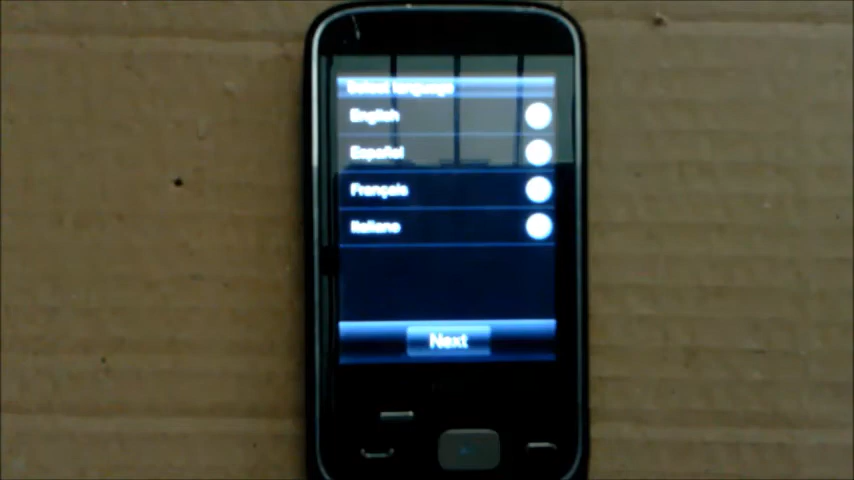 Select language
English
Español
Français
Italiano
Next